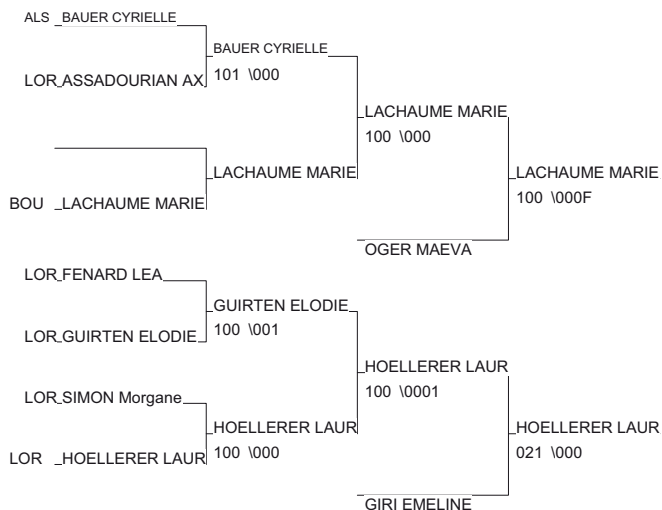 ALS BAUER CYRIELLE
BAUER CYRIELLE
LOR ASSADOURIAN AX
101 \000
LACHAUME MARIE
100 \000
LACHAUME MARIE
LACHAUME MARIE
BOU LACHAUME MARIE
100 \000F
OGER MAEVA
LOR FENARD LEA
GUIRTEN ELODIE
LOR GUIRTEN ELODIE
100 \001
HOELLERER LAUR
100 \0001
LOR SIMON Morgane
HOELLERER LAUR
HOELLERER LAUR
LOR HOELLERER LAUR
100 \000
021 \000
GIRI EMELINE